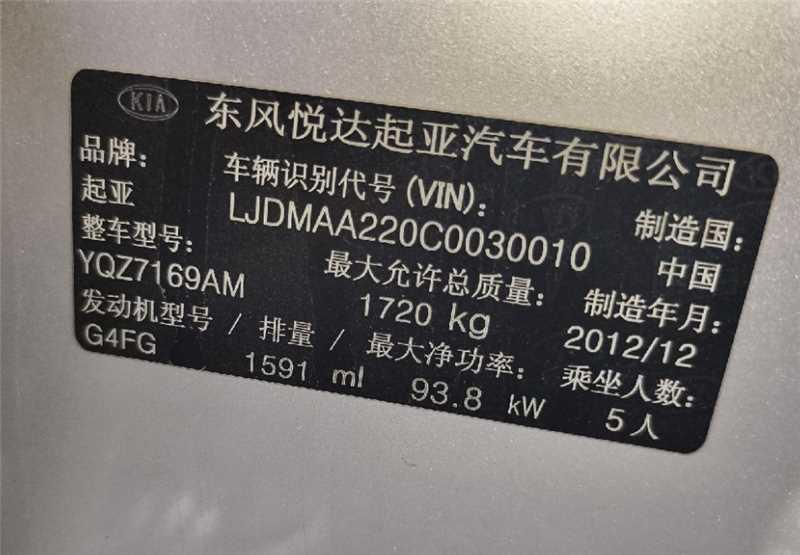 KIA 东风悦达起亚汽车有限公司
品牌: 车辆识别代号(VIN): 制造国:
起亚 LJDMAA220C0030010 中国
整车型号: 最大允许总质量: 制造年月:
YQZ7169AM 1720 kg 2012/12
发动机型号 / 排量 / 最大净功率: 乘坐人数:
G4FG 1591 ml 93.8 kW 5人